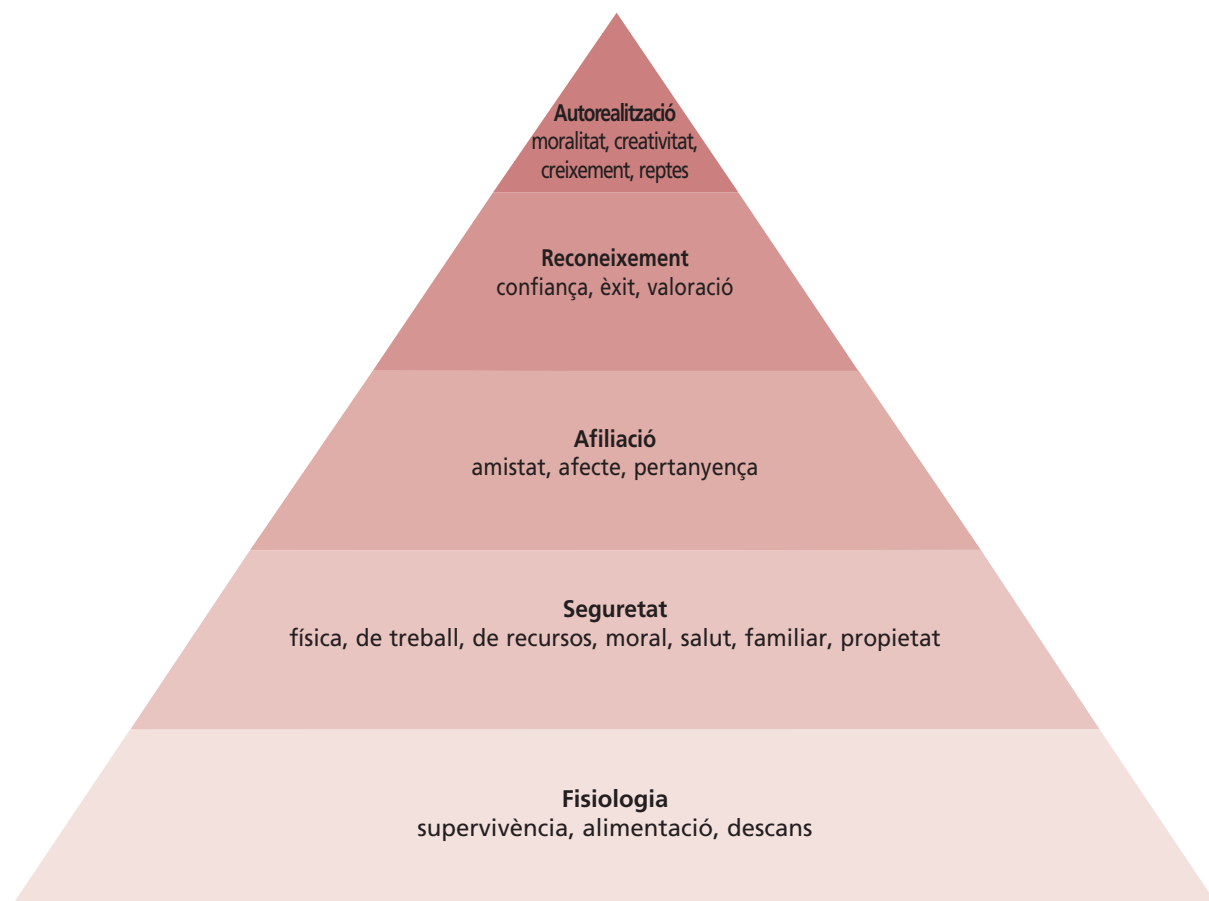 Autorealització
moralitat, creativitat,
creixement, reptes
Reconeixement
confiança, èxit, valoració
Afiliació
amistat, afecte, pertanyença
Seguretat
física, de treball, de recursos, moral, salut, familiar, propietat
Fisiologia
supervivència, alimentació, descans